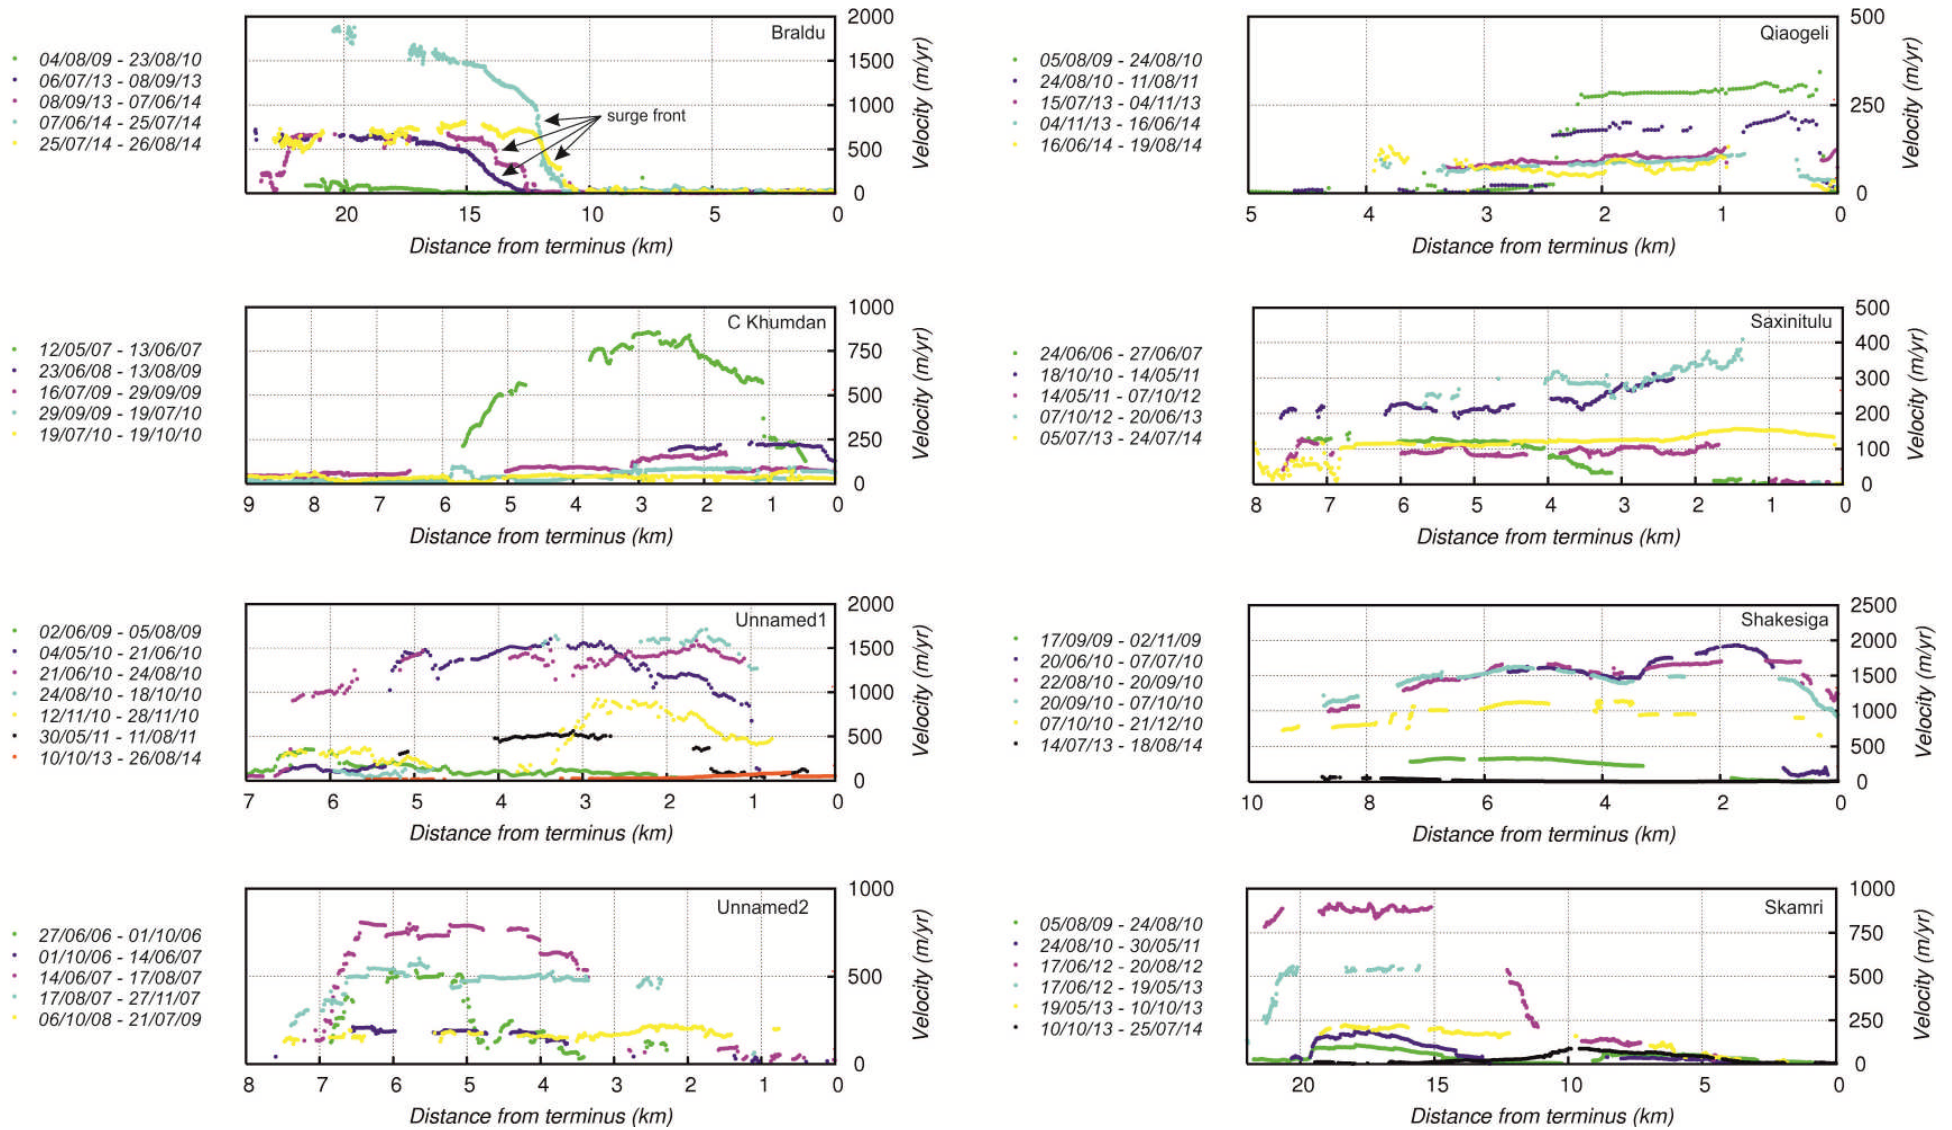 Braldu
04/08/09 - 23/08/10
06/07/13 - 08/09/13
08/09/13 - 07/06/14
07/06/14 - 25/07/14
25/07/14 - 26/08/14
surge front
2000
1500
1000
500
0
Velocity (m/yr)
20 15 10 5 0
Distance from terminus (km)
Qiaogeli
05/08/09 - 24/08/10
24/08/10 - 11/08/11
15/07/13 - 04/11/13
04/11/13 - 16/06/14
16/06/14 - 19/08/14
500
250
0
Velocity (m/yr)
5 4 3 2 1 0
Distance from terminus (km)
C Khumdan
12/05/07 - 13/06/07
23/06/08 - 13/08/09
16/07/09 - 29/09/09
29/09/09 - 19/07/10
19/07/10 - 19/10/10
1000
750
500
250
0
Velocity (m/yr)
9 8 7 6 5 4 3 2 1 0
Distance from terminus (km)
Saxinitulu
24/06/06 - 27/06/07
18/10/10 - 14/05/11
14/05/11 - 07/10/12
07/10/12 - 20/06/13
05/07/13 - 24/07/14
500
400
300
200
100
0
Velocity (m/yr)
8 7 6 5 4 3 2 1 0
Distance from terminus (km)
Unnamed1
02/06/09 - 05/08/09
04/05/10 - 21/06/10
21/06/10 - 24/08/10
24/08/10 - 18/10/10
12/11/10 - 28/11/10
30/05/11 - 11/08/11
10/10/13 - 26/08/14
2000
1500
1000
500
0
Velocity (m/yr)
7 6 5 4 3 2 1 0
Distance from terminus (km)
Shakesiga
17/09/09 - 02/11/09
20/06/10 - 07/07/10
22/08/10 - 20/09/10
20/09/10 - 07/10/10
07/10/10 - 21/12/10
14/07/13 - 18/08/14
2500
2000
1500
1000
500
0
Velocity (m/yr)
10 8 6 4 2 0
Distance from terminus (km)
Unnamed2
27/06/06 - 01/10/06
01/10/06 - 14/06/07
14/06/07 - 17/08/07
17/08/07 - 27/11/07
06/10/08 - 21/07/09
1000
500
0
Velocity (m/yr)
8 7 6 5 4 3 2 1 0
Distance from terminus (km)
Skamri
05/08/09 - 24/08/10
24/08/10 - 30/05/11
17/06/12 - 20/08/12
17/06/12 - 19/05/13
19/05/13 - 10/10/13
10/10/13 - 25/07/14
1000
750
500
250
0
Velocity (m/yr)
20 15 10 5 0
Distance from terminus (km)